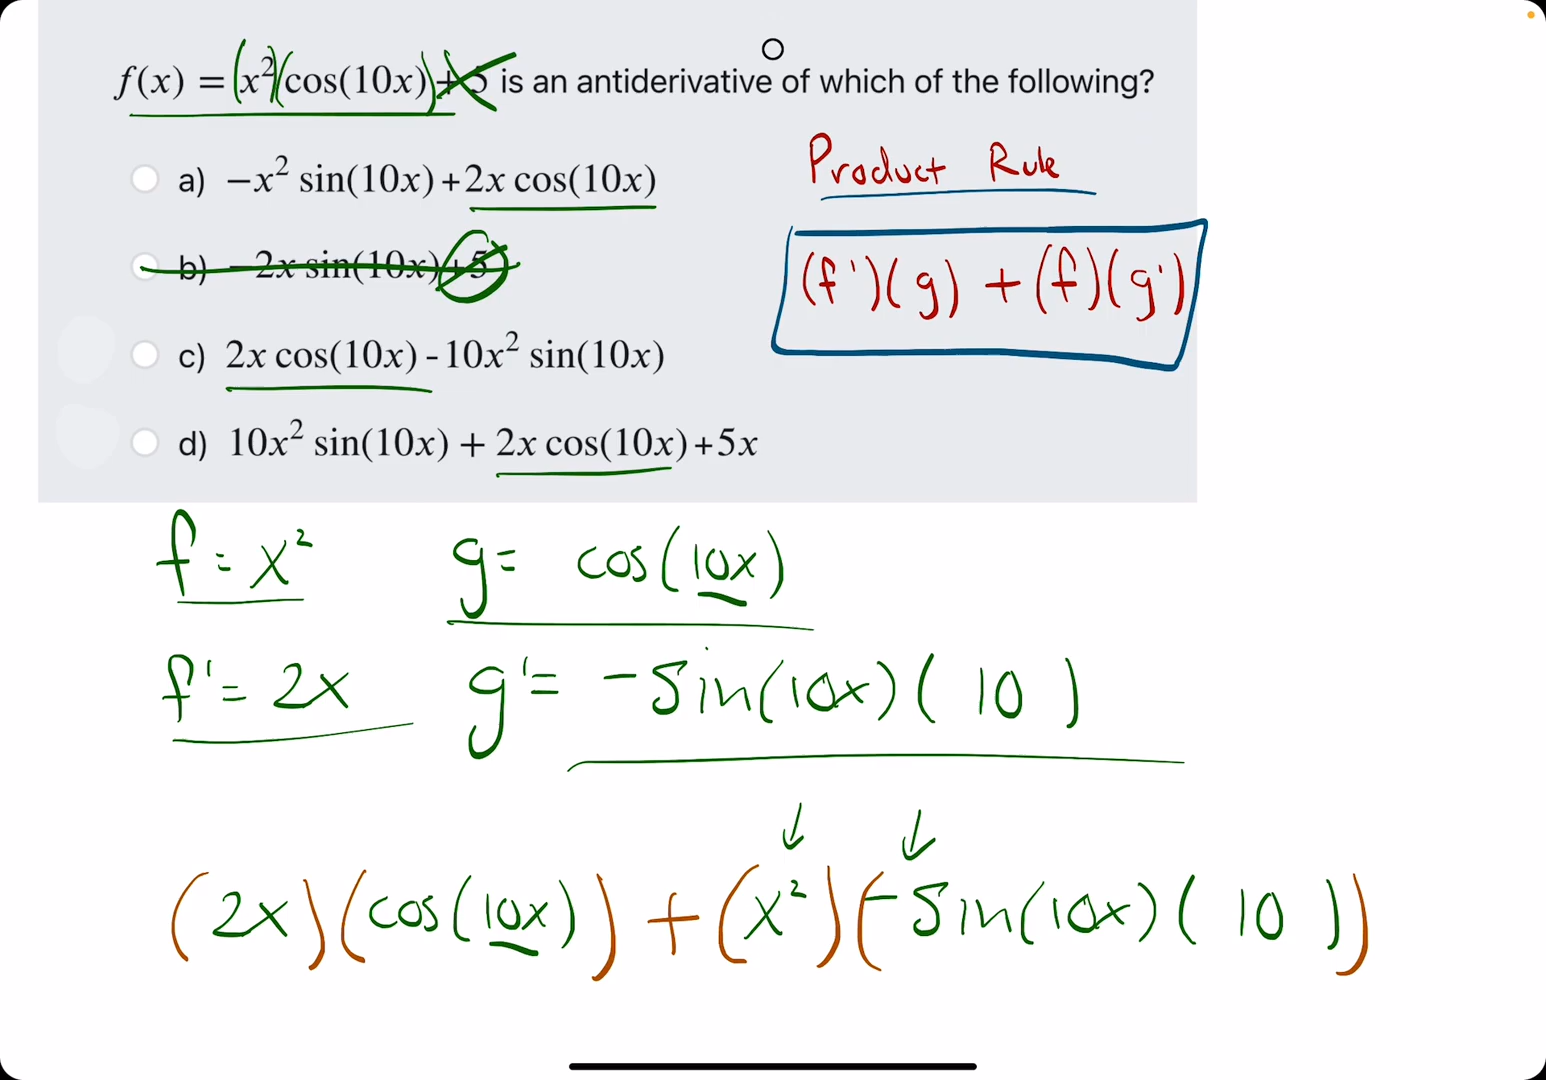 f(x) = (x²)(cos(10x))+5 is an antiderivative of which of the following?
a) −x² sin(10x)+2x cos(10x)
Product Rule
b) −2x sin(10x)+5
(f')(g) + (f)(g')
c) 2x cos(10x) - 10x² sin(10x)
d) 10x² sin(10x) + 2x cos(10x)+5x
f = x² g = cos(10x)
f' = 2x g' = -sin(10x)(10)
(2x)(cos(10x)) + (x²)(-sin(10x)(10))